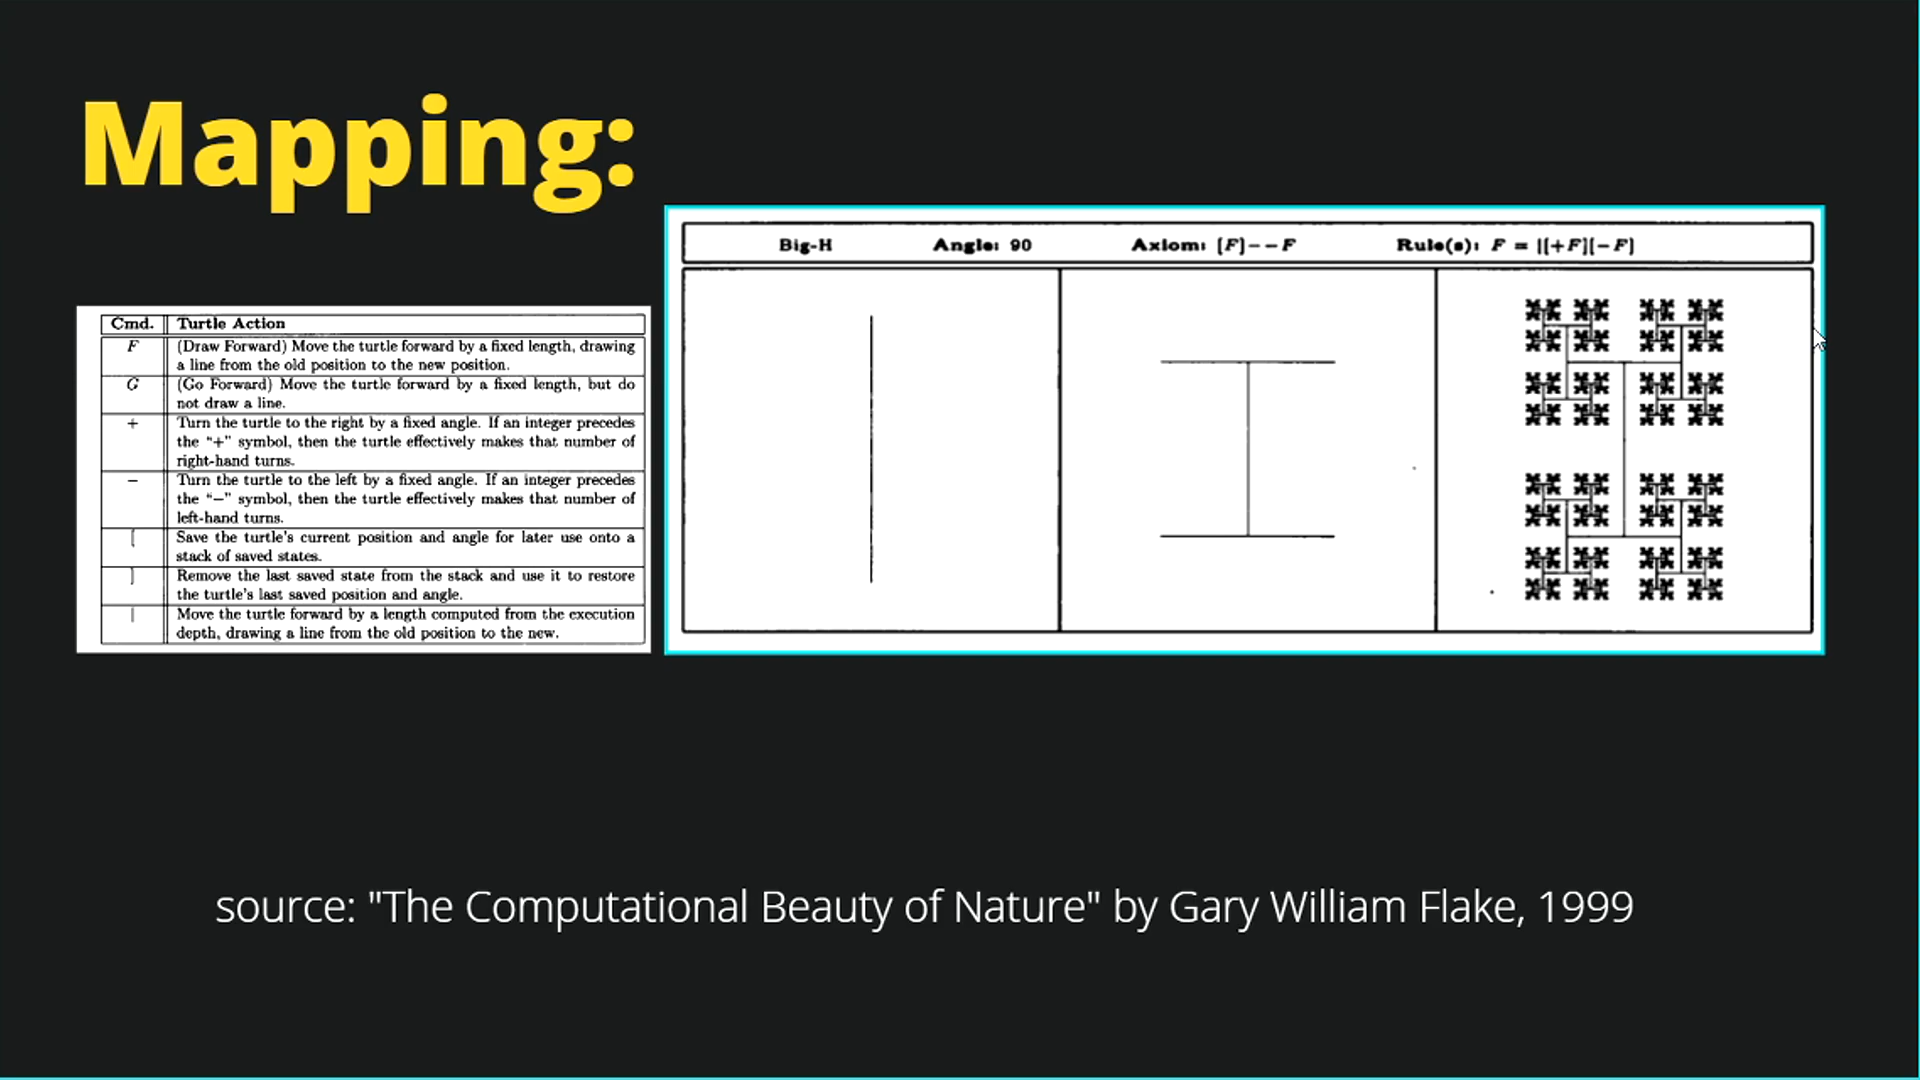 Mapping:
Cmd. Turtle Action
F (Draw Forward) Move the turtle forward by a fixed length, drawing
a line from the old position to the new position.
G (Go Forward) Move the turtle forward by a fixed length, but do
not draw a line.
+ Turn the turtle to the right by a fixed angle. If an integer precedes
the "+" symbol, then the turtle effectively makes that number of
right-hand turns.
− Turn the turtle to the left by a fixed angle. If an integer precedes
the "−" symbol, then the turtle effectively makes that number of
left-hand turns.
[ Save the turtle's current position and angle for later use onto a
stack of saved states.
] Remove the last saved state from the stack and use it to restore
the turtle's last saved position and angle.
| Move the turtle forward by a length computed from the execution
depth, drawing a line from the old position to the new.
Big-H Angle: 90 Axiom: [F]−−F Rule(s): F = |[+F][−F]
source: "The Computational Beauty of Nature" by Gary William Flake, 1999